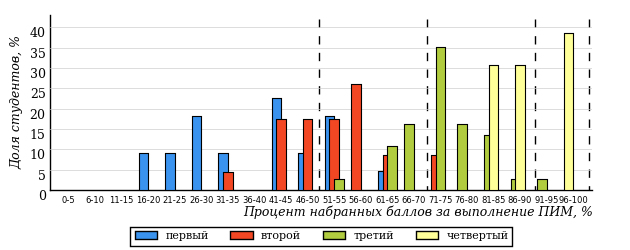 Доля студентов, %
40
35
30
25
20
15
10
5
0
0-5 6-10 11-15 16-20 21-25 26-30 31-35 36-40 41-45 46-50 51-55 56-60 61-65 66-70 71-75 76-80 81-85 86-90 91-95 96-100
Процент набранных баллов за выполнение ПИМ, %
первый второй третий четвертый